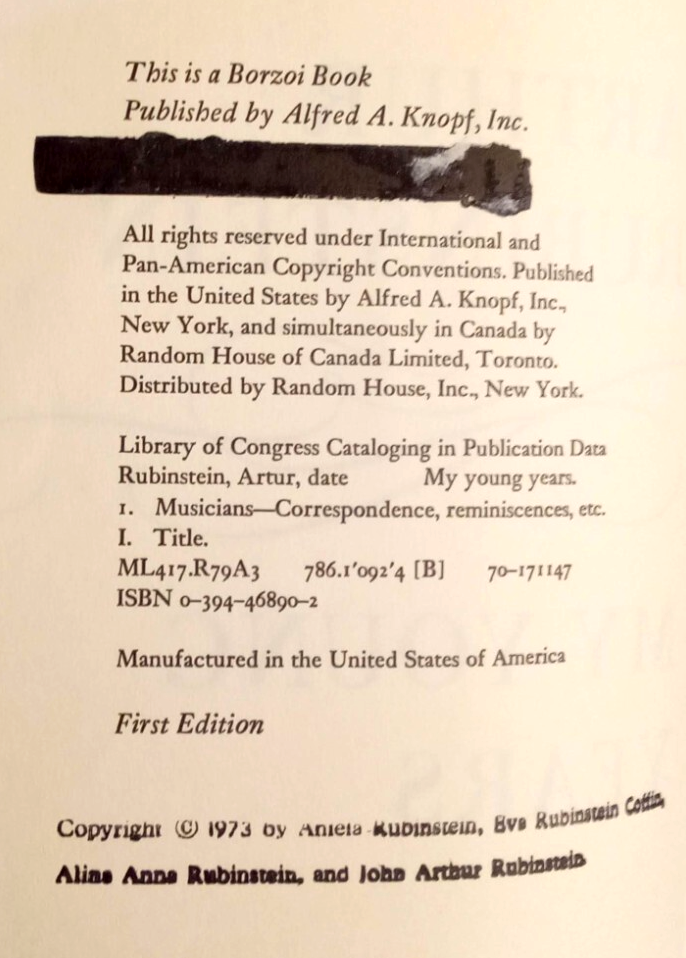 This is a Borzoi Book
Published by Alfred A. Knopf, Inc.
All rights reserved under International and
Pan-American Copyright Conventions. Published
in the United States by Alfred A. Knopf, Inc.,
New York, and simultaneously in Canada by
Random House of Canada Limited, Toronto.
Distributed by Random House, Inc., New York.
Library of Congress Cataloging in Publication Data
Rubinstein, Artur, date My young years.
1. Musicians—Correspondence, reminiscences, etc.
I. Title.
ML417.R79A3 786.1'092'4 [B] 70–171147
ISBN 0–394–46890–2
Manufactured in the United States of America
First Edition
Copyright © 1973 by Aniela Rubinstein, Eva Rubinstein Coffin,
Alina Anna Rubinstein, and John Arthur Rubinstein